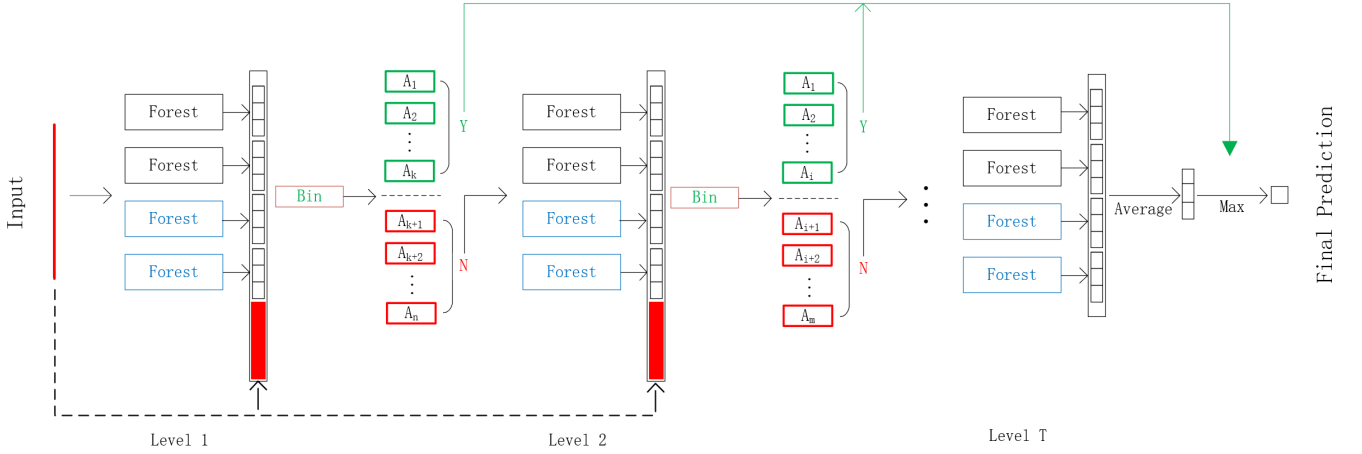 Input
Forest
Forest
Forest
Forest
Level 1
Bin
A1
A2
⋮
Ak
Y
Ak+1
Ak+2
⋮
An
N
Forest
Forest
Forest
Forest
Level 2
Bin
A1
A2
⋮
Ai
Y
Ai+1
Ai+2
⋮
Am
N
⋮
Forest
Forest
Forest
Forest
Level T
Average
Max
Final Prediction